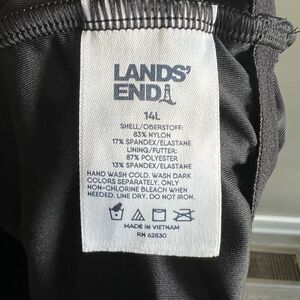 LANDS'
END
14L
SHELL/OBERSTOFF:
83% NYLON
17% SPANDEX/ELASTANE
LINING/FUTTER:
87% POLYESTER
13% SPANDEX/ELASTANE
HAND WASH COLD. WASH DARK
COLORS SEPARATELY. ONLY
NON-CHLORINE BLEACH WHEN
NEEDED. LINE DRY. DO NOT IRON.
MADE IN VIETNAM
RN 62830